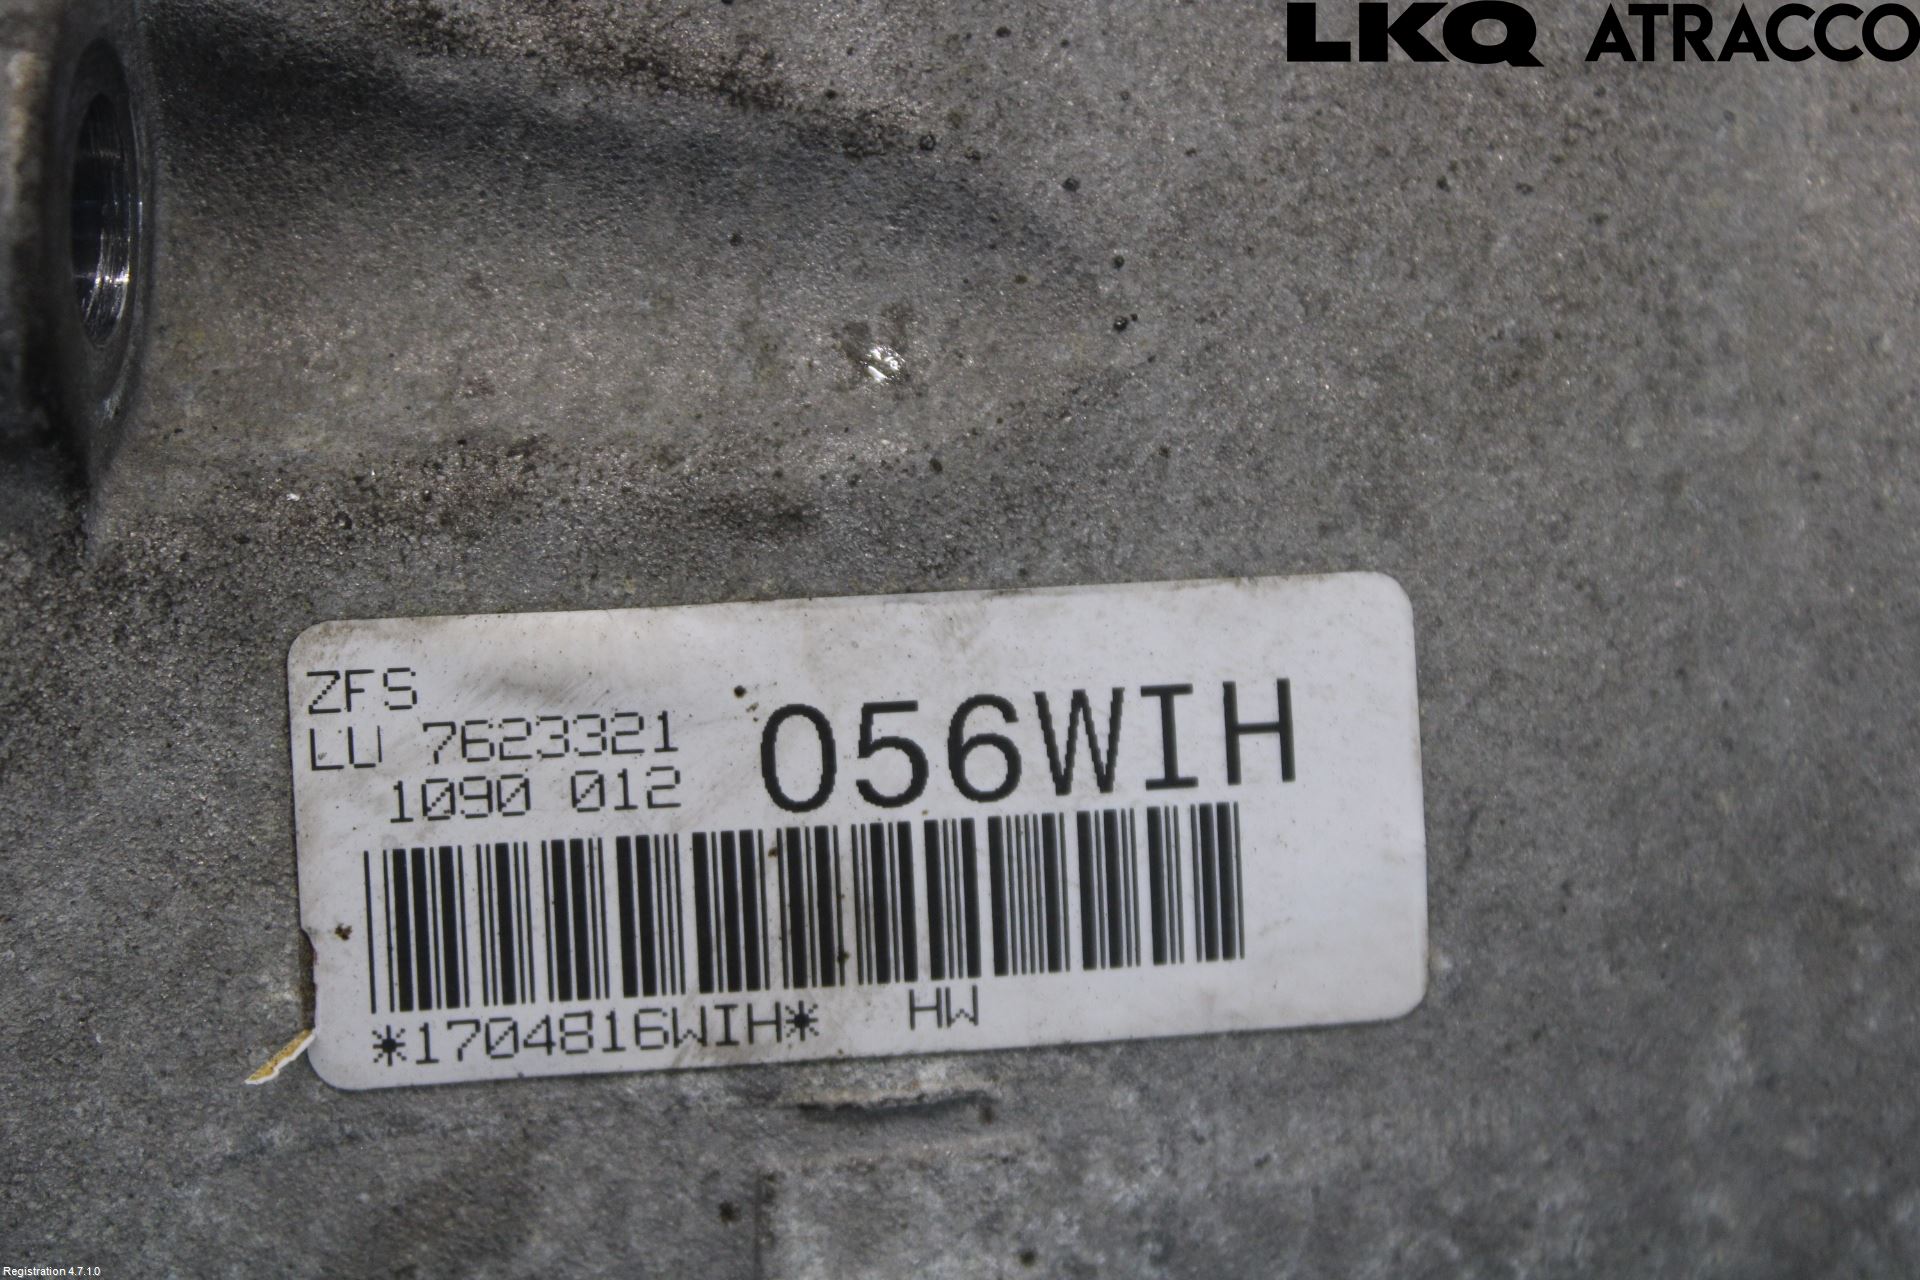 LKQ ATRACCO
ZFS
LU 7623321
1090 012
056WIH
*1704816WIH* HW
Registration 4.7.1.0